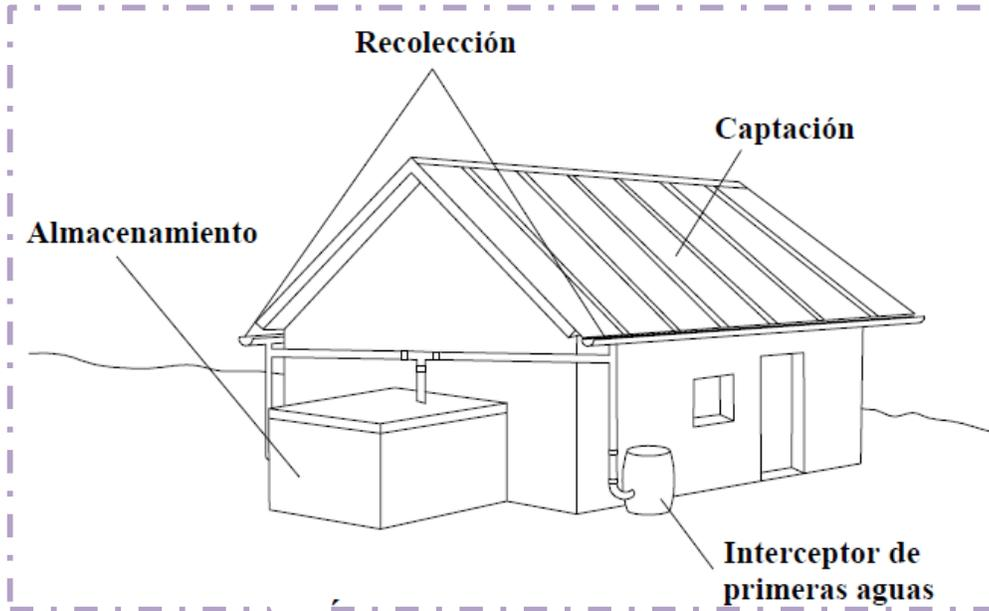 Recolección
Captación
Almacenamiento
Interceptor de
primeras aguas